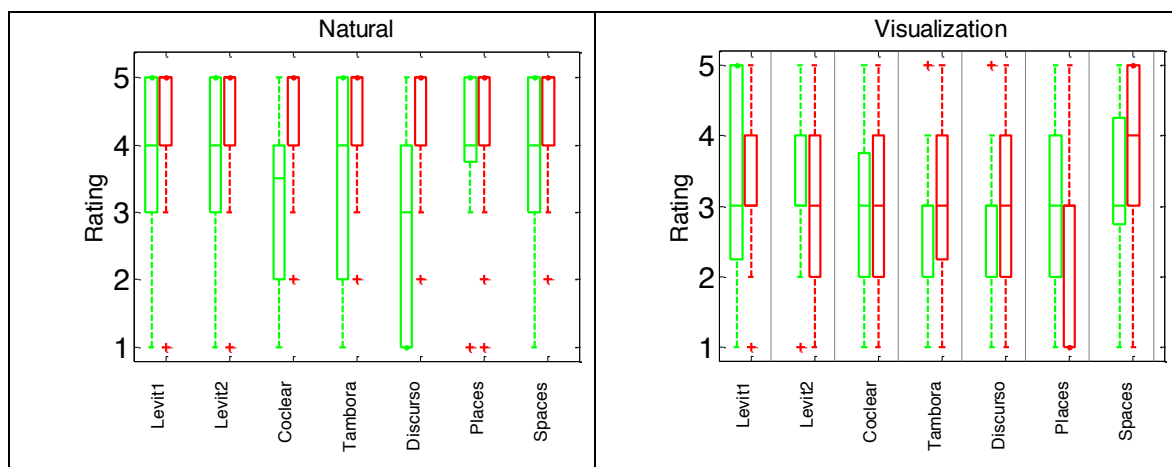 Natural
Rating
5
4
3
2
1
Levit1
Levit2
Coclear
Tambora
Discurso
Places
Spaces
Visualization
Rating
5
4
3
2
1
Levit1
Levit2
Coclear
Tambora
Discurso
Places
Spaces